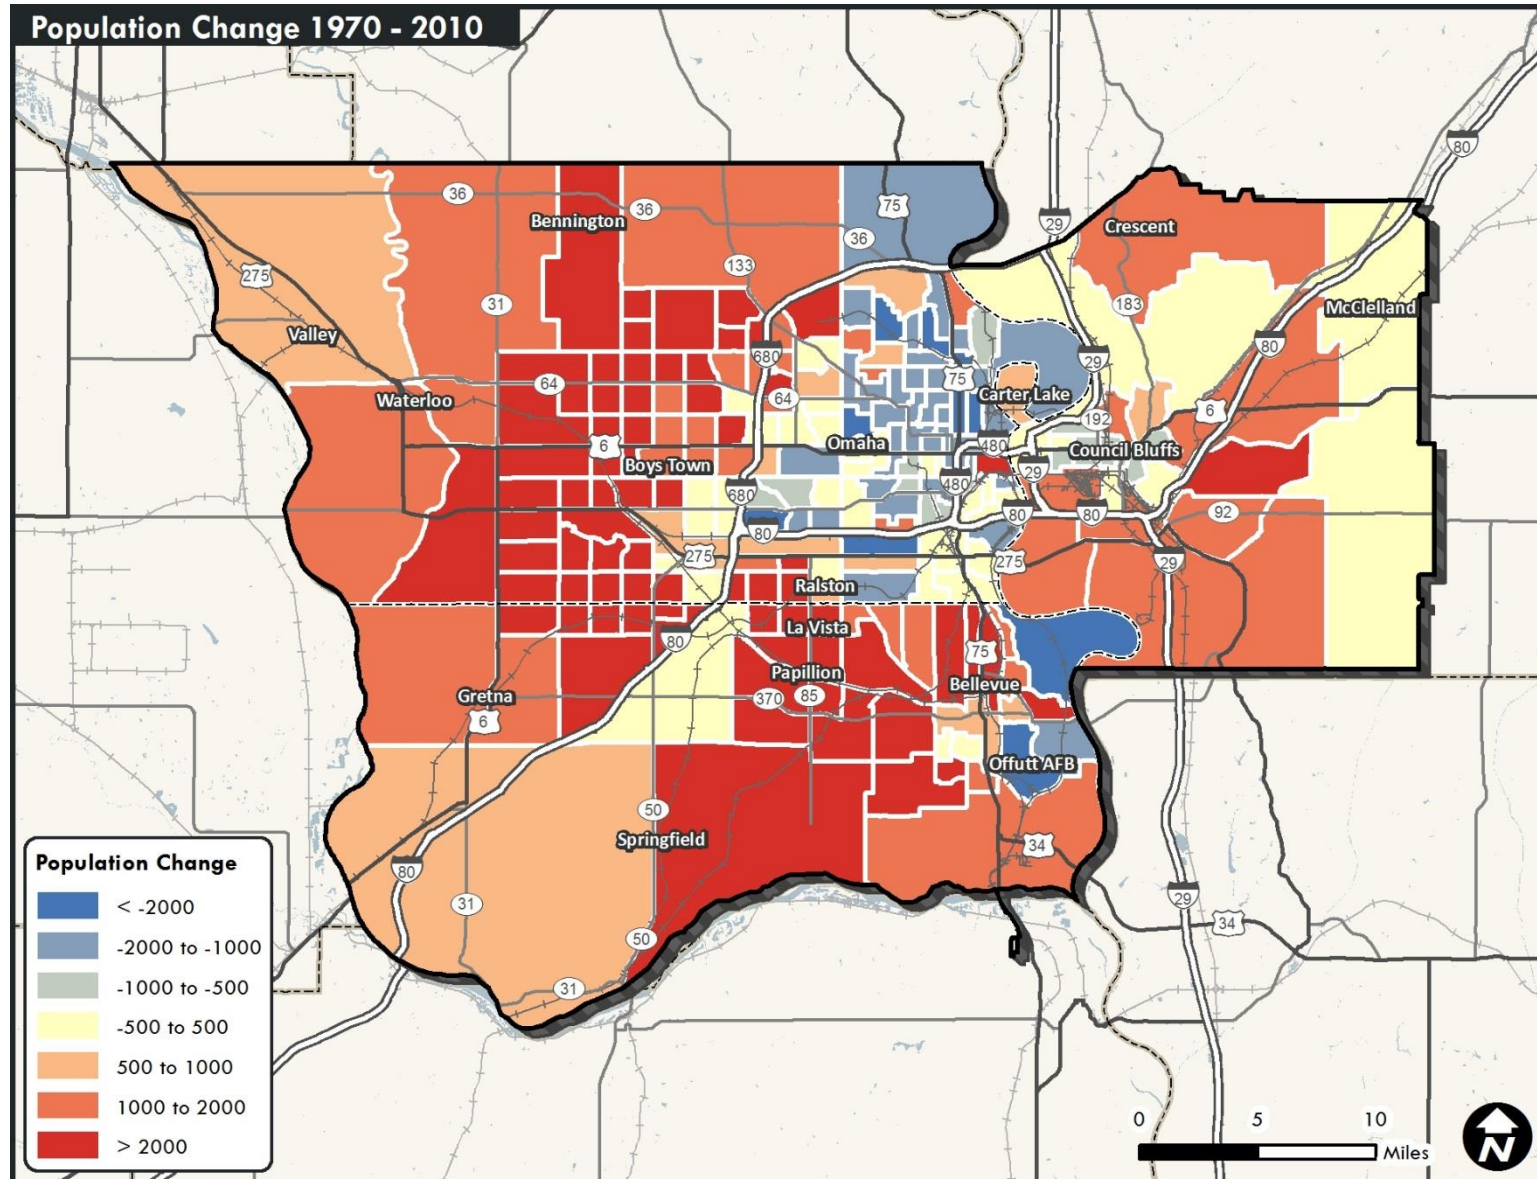 Population Change 1970 - 2010
80
75
29
36
36
Bennington
Crescent
36
133
275
31
183
McClelland
Valley
80
680
29
64
75
Carter Lake
64
Waterloo
6
192
Omaha
480
6
Boys Town
Council Bluffs
29
680
480
80
80
80
92
275
275
29
Ralston
La Vista
80
75
Papillion
Bellevue
Gretna
370
85
6
Offutt AFB
50
Springfield
34
80
31
29
34
50
31
Population Change
< -2000
-2000 to -1000
-1000 to -500
-500 to 500
500 to 1000
1000 to 2000
> 2000
0 5 10
Miles
N